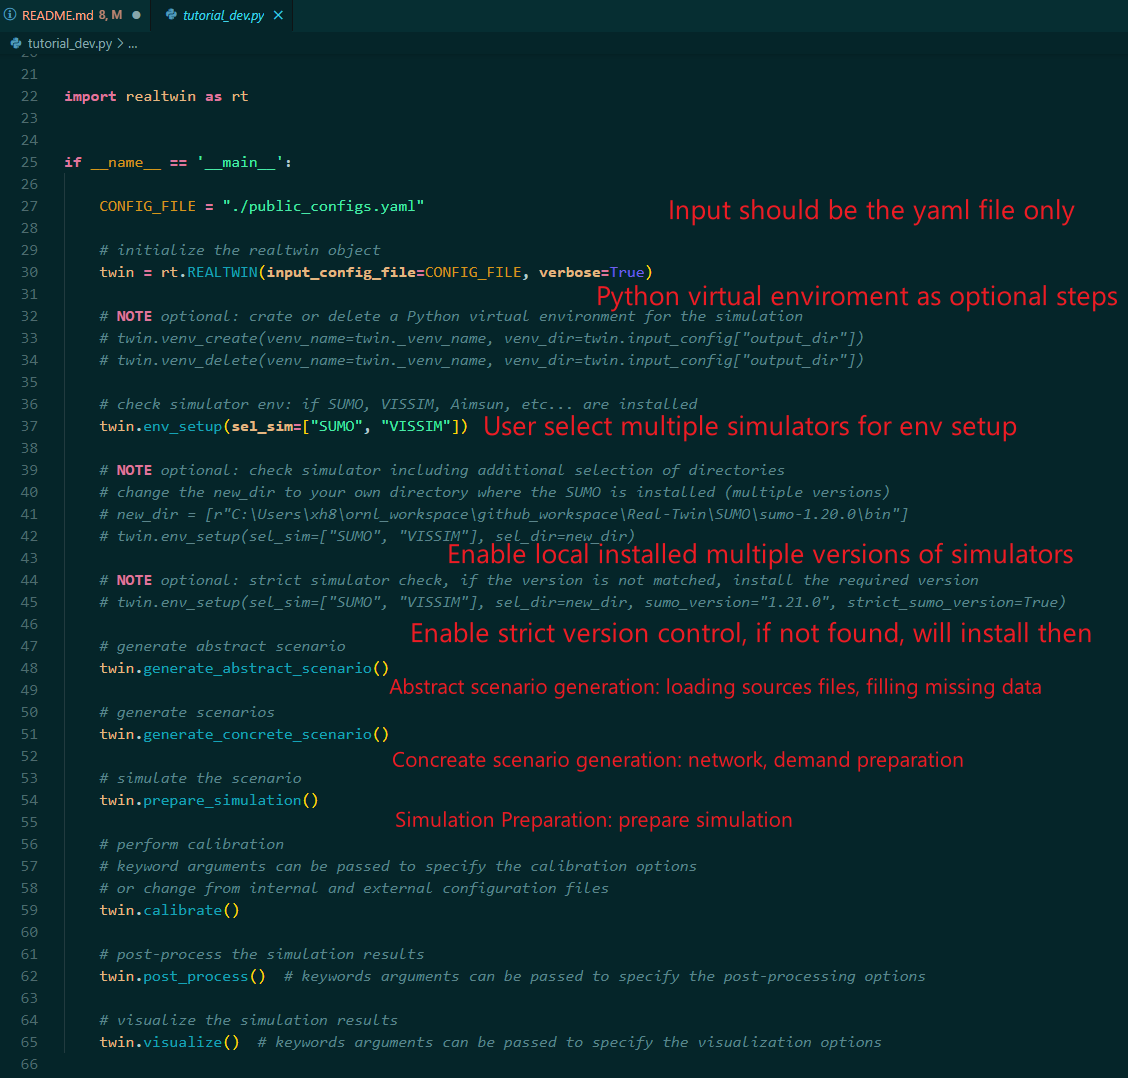 README.md 8, M
tutorial_dev.py
tutorial_dev.py > ...
20
21
22 import realtwin as rt
23
24
25 if __name__ == '__main__':
26
27 CONFIG_FILE = "./public_configs.yaml"
Input should be the yaml file only
28
29 # initialize the realtwin object
30 twin = rt.REALTWIN(input_config_file=CONFIG_FILE, verbose=True)
31
Python virtual enviroment as optional steps
32 # NOTE optional: crate or delete a Python virtual environment for the simulation
33 # twin.venv_create(venv_name=twin._venv_name, venv_dir=twin.input_config["output_dir"])
34 # twin.venv_delete(venv_name=twin._venv_name, venv_dir=twin.input_config["output_dir"])
35
36 # check simulator env: if SUMO, VISSIM, Aimsun, etc... are installed
37 twin.env_setup(sel_sim=["SUMO", "VISSIM"])
User select multiple simulators for env setup
38
39 # NOTE optional: check simulator including additional selection of directories
40 # change the new_dir to your own directory where the SUMO is installed (multiple versions)
41 # new_dir = [r"C:\Users\xh8\ornl_workspace\github_workspace\Real-Twin\SUMO\sumo-1.20.0\bin"]
42 # twin.env_setup(sel_sim=["SUMO", "VISSIM"], sel_dir=new_dir)
Enable local installed multiple versions of simulators
43
44 # NOTE optional: strict simulator check, if the version is not matched, install the required version
45 # twin.env_setup(sel_sim=["SUMO", "VISSIM"], sel_dir=new_dir, sumo_version="1.21.0", strict_sumo_version=True)
46
Enable strict version control, if not found, will install then
47 # generate abstract scenario
48 twin.generate_abstract_scenario()
49
Abstract scenario generation: loading sources files, filling missing data
50 # generate scenarios
51 twin.generate_concrete_scenario()
52
Concreate scenario generation: network, demand preparation
53 # simulate the scenario
54 twin.prepare_simulation()
55
Simulation Preparation: prepare simulation
56 # perform calibration
57 # keyword arguments can be passed to specify the calibration options
58 # or change from internal and external configuration files
59 twin.calibrate()
60
61 # post-process the simulation results
62 twin.post_process() # keywords arguments can be passed to specify the post-processing options
63
64 # visualize the simulation results
65 twin.visualize() # keywords arguments can be passed to specify the visualization options
66